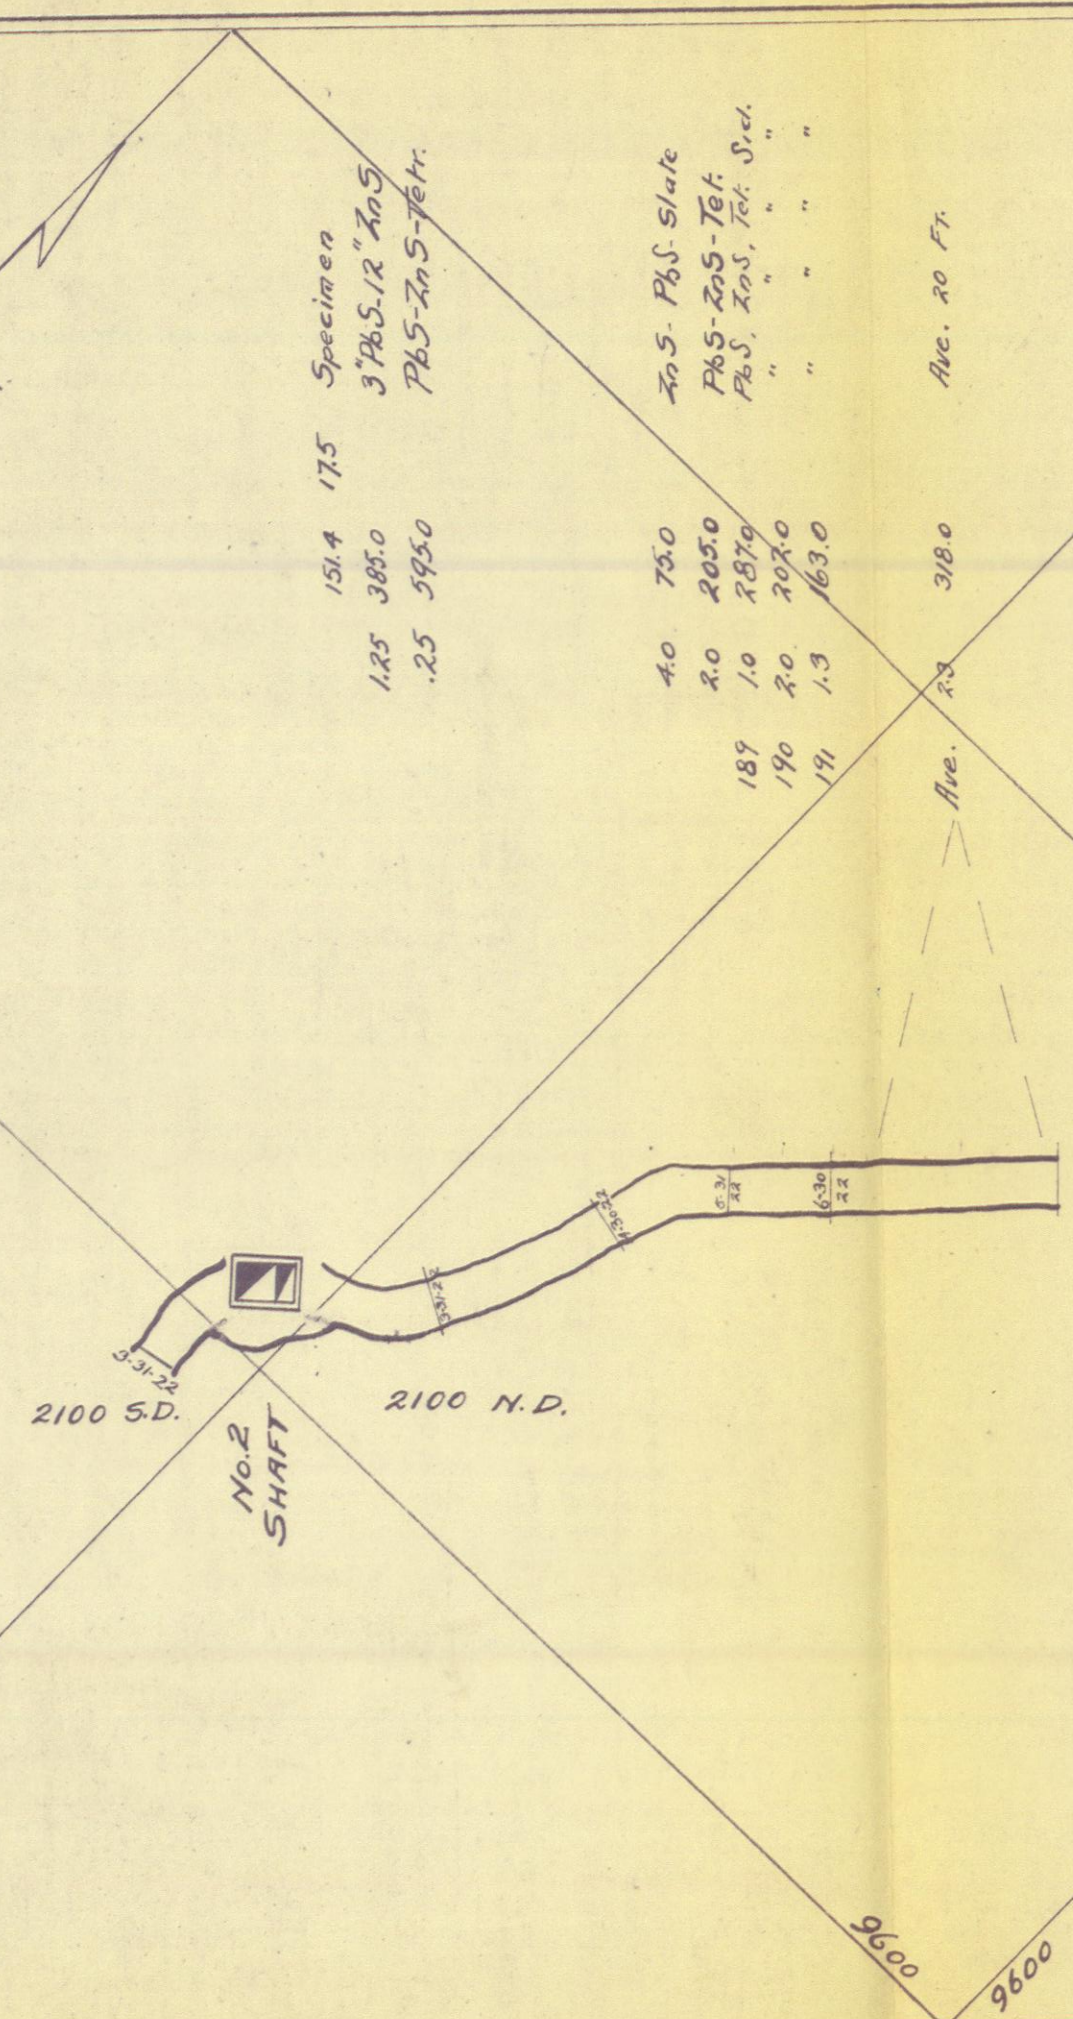 151.4 17.5 Specimen
1.25 385.0 3"PbS-12" ZnS
.25 595.0 PbS-ZnS-Tetr.
4.0 75.0 ZnS- PbS- Slate
2.0 205.0 PbS-ZnS-Tet.
189 1.0 287.0 PbS, ZnS, Tet. Sid.
190 2.0 202.0 " " " "
191 1.3 163.0 " " " "
Ave. 2.3 318.0 Ave. 20 Ft.
3-31-22
2100 S.D.
No.2
SHAFT
2100 N.D.
3-31-22
4-30-22
5-31
22
6-30
22
9600
9600